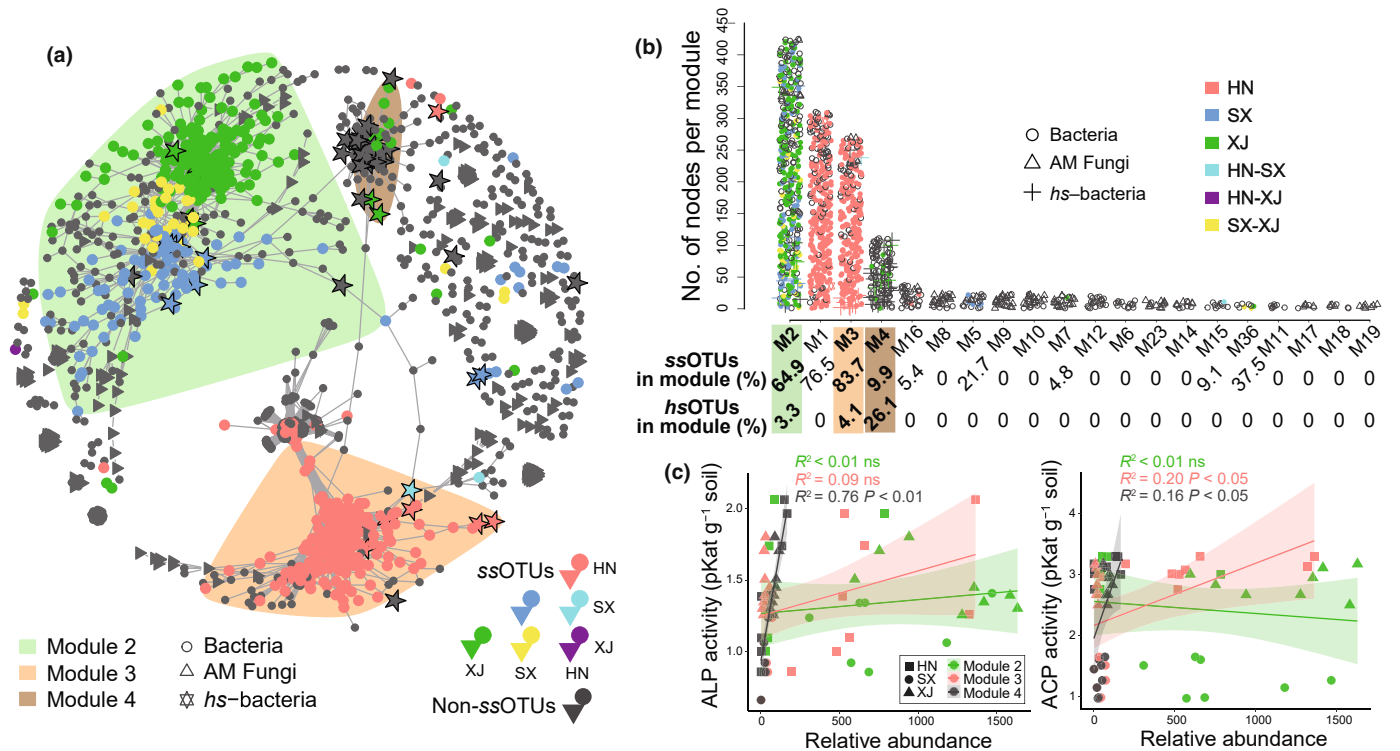 (a)
ssOTUs
HN
SX
XJ
XJ
SX
HN
Non-ssOTUs
Module 2
Module 3
Module 4
Bacteria
AM Fungi
hs-bacteria
(b)
No. of nodes per module
0
50
100
150
200
250
300
350
400
450
Bacteria
AM Fungi
hs-bacteria
HN
SX
XJ
HN-SX
HN-XJ
SX-XJ
M2 M1 M3 M4 M16 M8 M5 M9 M10 M7 M12 M6 M23 M14 M15 M36 M11 M17 M18 M19
ssOTUs in module (%)
64.9 76.5 83.7 9.9 5.4 0 21.7 0 0 4.8 0 0 0 0 9.1 37.5 0 0 0 0
hsOTUs in module (%)
3.3 0 4.1 26.1 0 0 0 0 0 0 0 0 0 0 0 0 0 0 0 0
(c)
R² < 0.01 ns
R² = 0.09 ns
R² = 0.76 P < 0.01
ALP activity (pKat g⁻¹ soil)
2.0
1.5
1.0
HN
SX
XJ
Module 2
Module 3
Module 4
0 500 1000 1500
Relative abundance
R² < 0.01 ns
R² = 0.20 P < 0.05
R² = 0.16 P < 0.05
ACP activity (pKat g⁻¹ soil)
4
3
2
1
0 500 1000 1500
Relative abundance